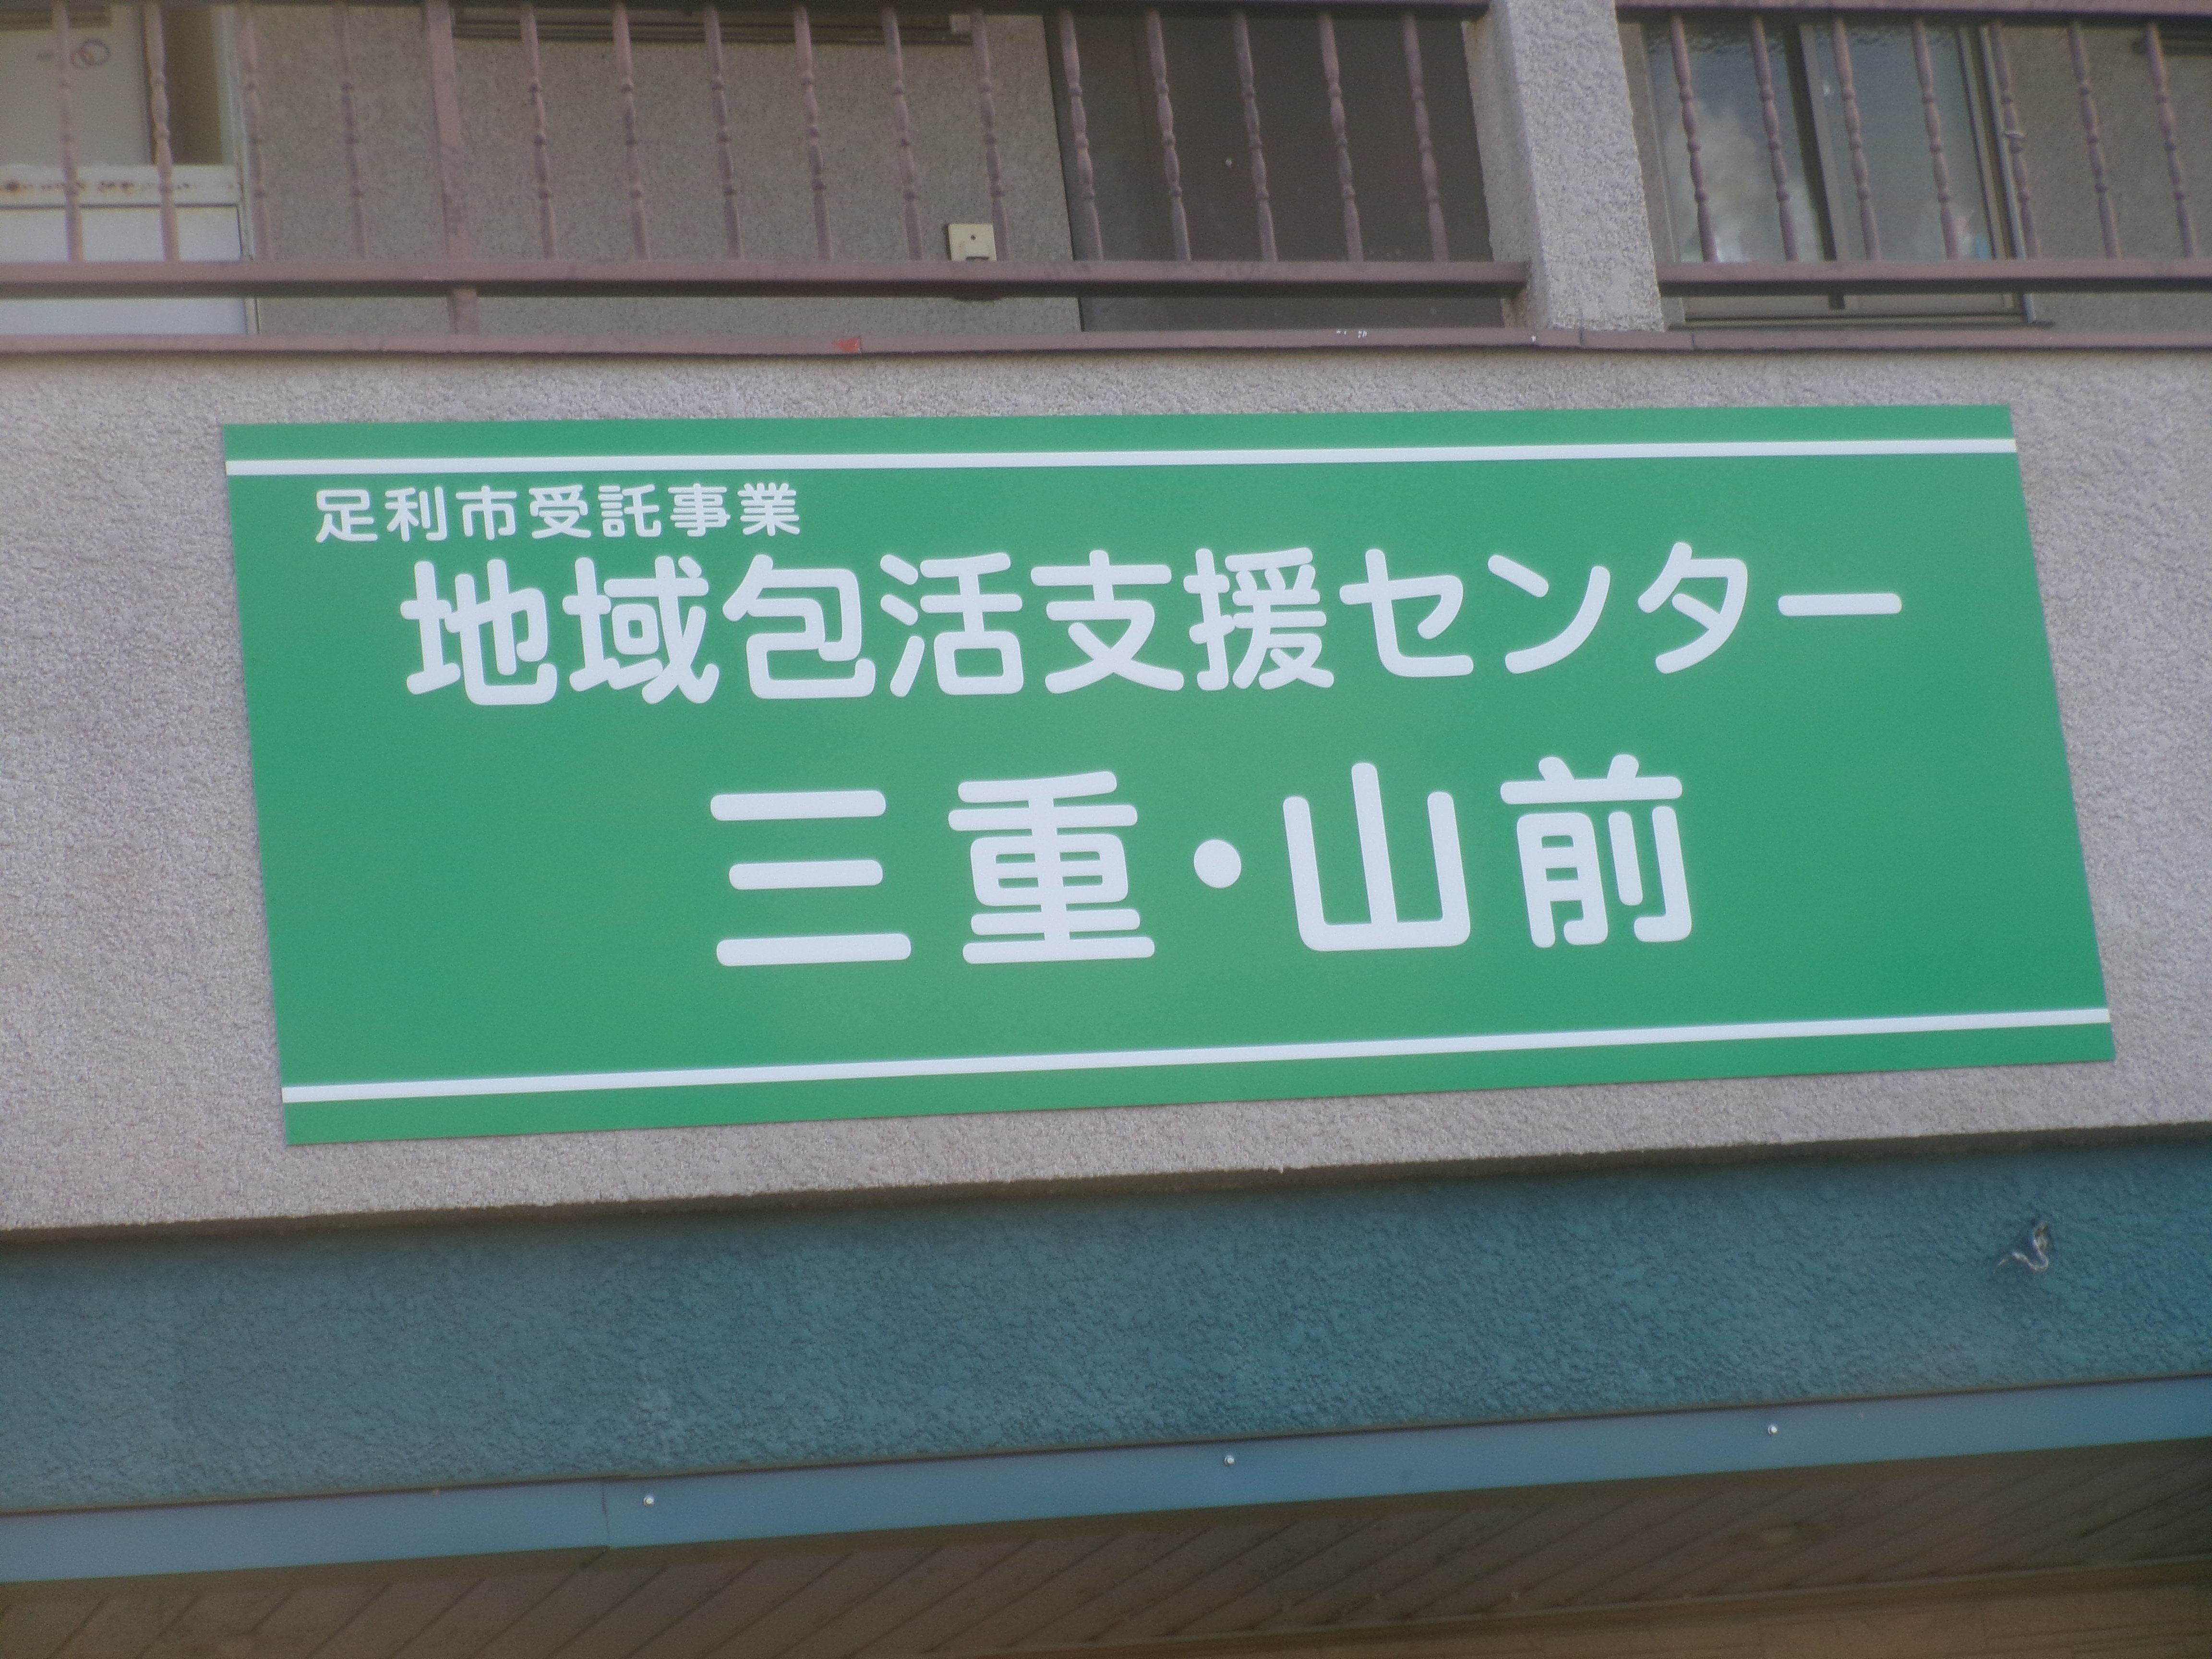 足利市受託事業
地域包活支援センター
三重・山前